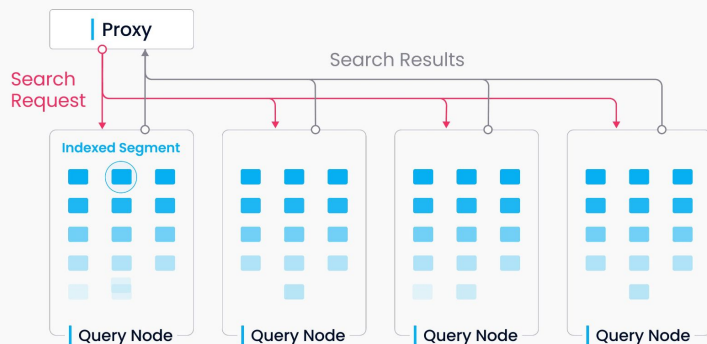 Proxy
Search Results
Search
Request
Indexed Segment
Query Node
Query Node
Query Node
Query Node